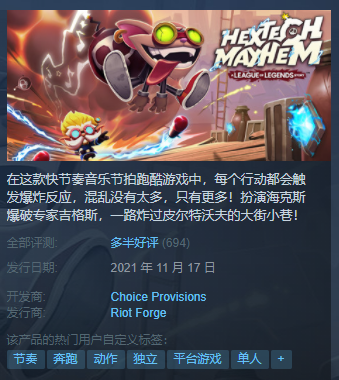 HEXTECH
MAYHEM
A LEAGUE OF LEGENDS STORY
在这款快节奏音乐节拍跑酷游戏中，每个行动都会触
发爆炸反应，混乱没有太多，只有更多！扮演海克斯
爆破专家吉格斯，一路炸过皮尔特沃夫的大街小巷！
全部评测: 多半好评 (694)
发行日期: 2021 年 11 月 17 日
开发商: Choice Provisions
发行商: Riot Forge
该产品的热门用户自定义标签：
节奏 奔跑 动作 独立 平台游戏 单人 +